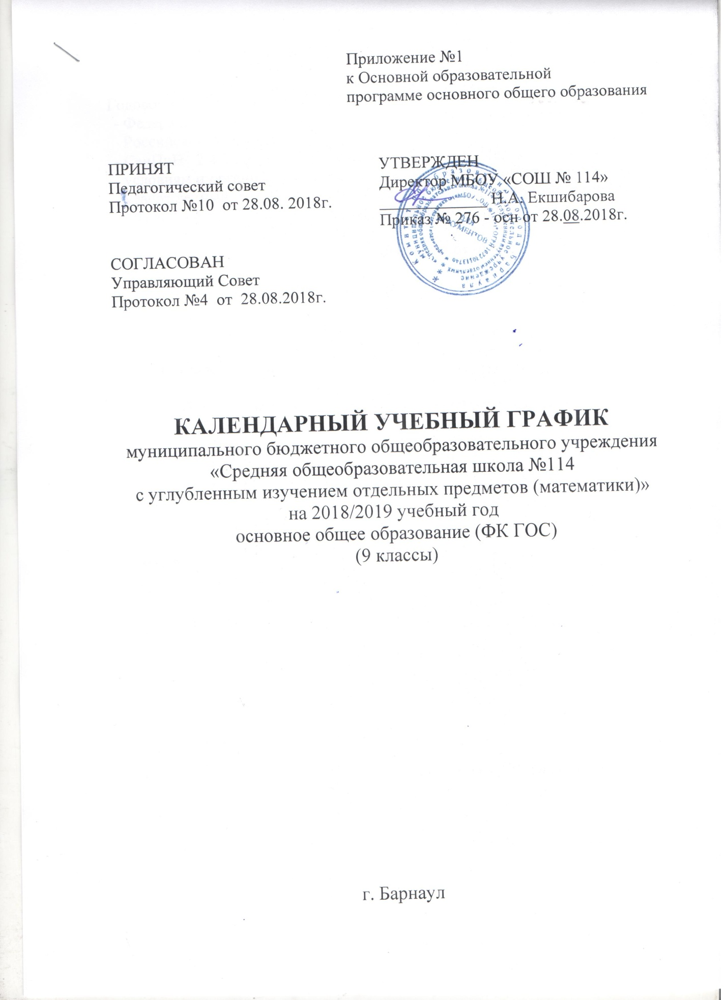 Приложение №1
к Основной образовательной
программе основного общего образования
ПРИНЯТ
Педагогический совет
Протокол №10 от 28.08. 2018г.
УТВЕРЖДЕН
Директор МБОУ «СОШ № 114»
____________ Н.А. Екшибарова
Приказ № 276 - осн от 28.08.2018г.
СОГЛАСОВАН
Управляющий Совет
Протокол №4 от 28.08.2018г.
КАЛЕНДАРНЫЙ УЧЕБНЫЙ ГРАФИК
муниципального бюджетного общеобразовательного учреждения
«Средняя общеобразовательная школа №114
с углубленным изучением отдельных предметов (математики)»
на 2018/2019 учебный год
основное общее образование (ФК ГОС)
(9 классы)
г. Барнаул